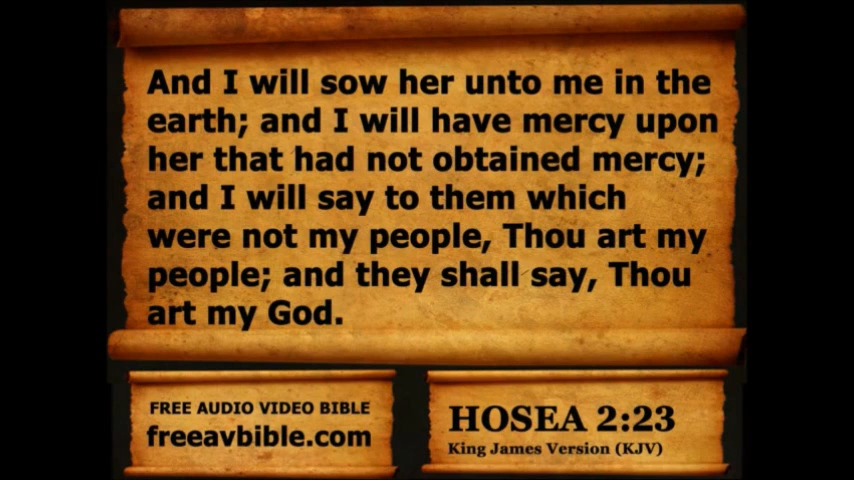 And I will sow her unto me in the
earth; and I will have mercy upon
her that had not obtained mercy;
and I will say to them which
were not my people, Thou art my
people; and they shall say, Thou
art my God.
FREE AUDIO VIDEO BIBLE
freeavbible.com
HOSEA 2:23
King James Version (KJV)